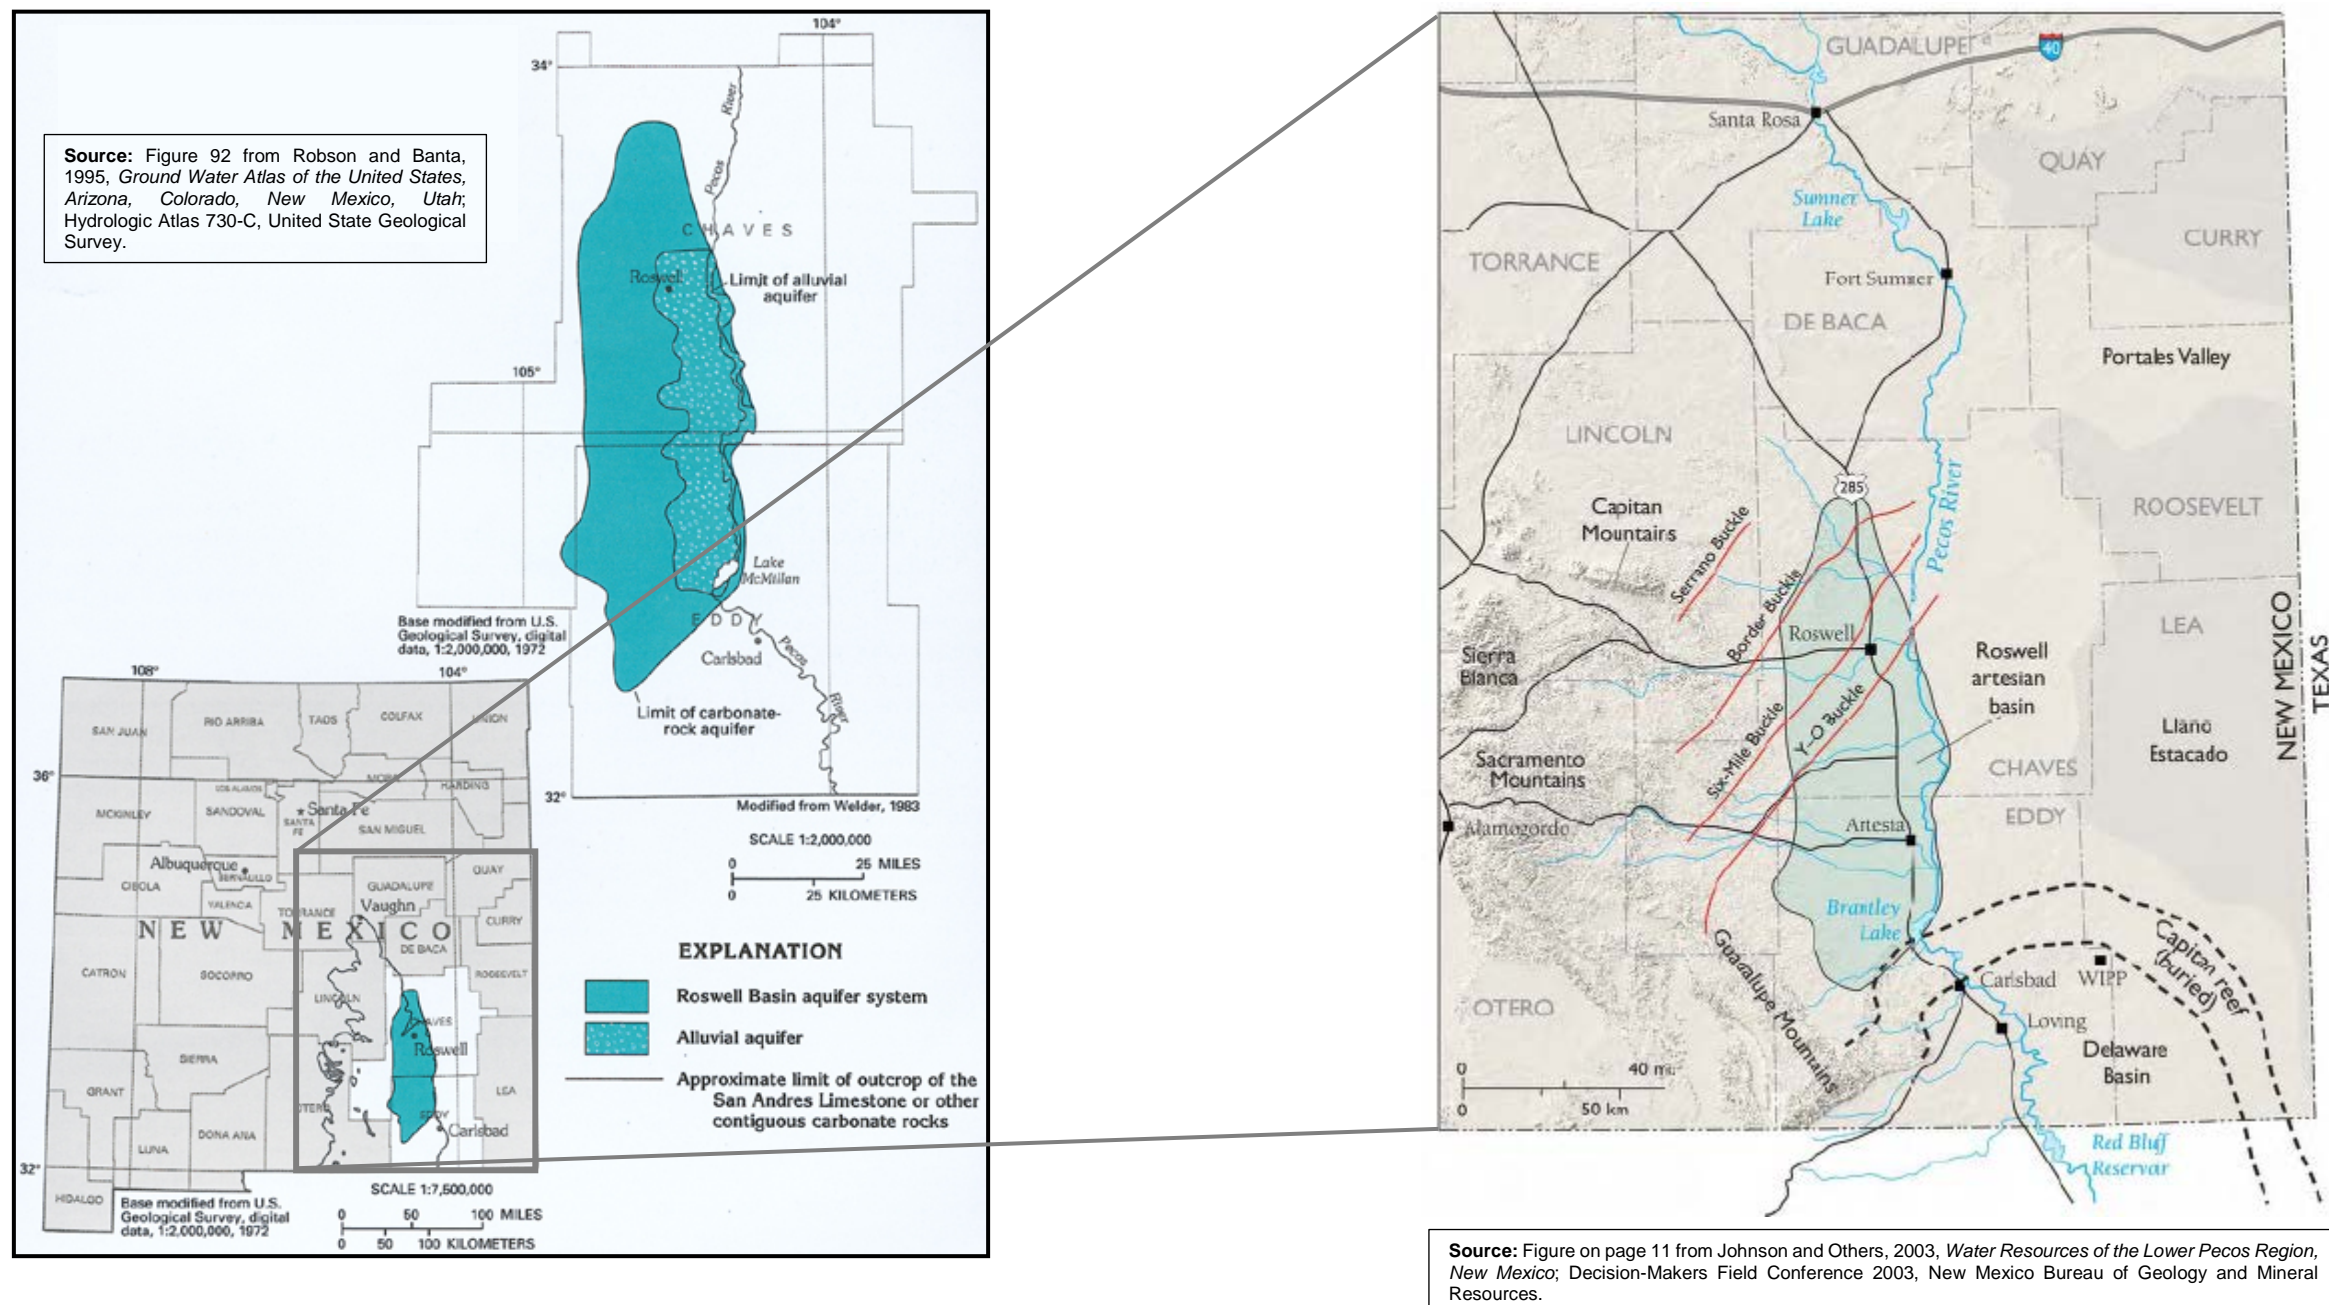 104°
34°
River
Pecos
Source: Figure 92 from Robson and Banta,
1995, Ground Water Atlas of the United States,
Arizona, Colorado, New Mexico, Utah;
Hydrologic Atlas 730-C, United State Geological
Survey.
CHAVES
Roswell
Limit of alluvial
aquifer
105°
Lake
McMillan
EDDY
Carlsbad
Pecos
River
Base modified from U.S.
Geological Survey, digital
data, 1:2,000,000, 1972
Limit of carbonate-
rock aquifer
32°
Modified from Welder, 1983
SCALE 1:2,000,000
0 25 MILES
0 25 KILOMETERS
EXPLANATION
Roswell Basin aquifer system
Alluvial aquifer
Approximate limit of outcrop of the
San Andres Limestone or other
contiguous carbonate rocks
108° 104°
SAN JUAN
RIO ARRIBA
TAOS
COLFAX
UNION
36°
MORA
HARDING
LOS ALAMOS
MCKINLEY
SANDOVAL
Santa Fe
SANTA
FE
SAN MIGUEL
Albuquerque
BERNALILLO
CIBOLA
VALENCIA
TORRANCE
GUADALUPE
QUAY
Vaughn
CURRY
NEW MEXICO
DE BACA
CATRON
SOCORRO
ROOSEVELT
LINCOLN
CHAVES
Roswell
SIERRA
GRANT
OTERO
LEA
EDDY
Carlsbad
DONA ANA
LUNA
32°
HIDALGO
Base modified from U.S.
Geological Survey, digital
data, 1:2,000,000, 1972
SCALE 1:7,500,000
0 50 100 MILES
0 50 100 KILOMETERS
GUADALUPE
40
Santa Rosa
QUAY
Sumner
Lake
TORRANCE
CURRY
Fort Sumner
DE BACA
Portales Valley
LINCOLN
285
Pecos River
ROOSEVELT
Capitan
Mountains
Serrano Buckle
Border Buckle
Roswell
LEA
Sierra
Blanca
Roswell
artesian
basin
NEW MEXICO
TEXAS
Six-Mile Buckle
Y-O Buckle
Llano
Estacado
Sacramento
Mountains
CHAVES
EDDY
Alamogordo
Artesia
Brantley
Lake
Capitan reef
(buried)
Guadalupe Mountains
Carlsbad
WIPP
OTERO
Loving
Delaware
Basin
0 40 mi.
0 50 km
Red Bluff
Reservoir
Source: Figure on page 11 from Johnson and Others, 2003, Water Resources of the Lower Pecos Region,
New Mexico; Decision-Makers Field Conference 2003, New Mexico Bureau of Geology and Mineral
Resources.